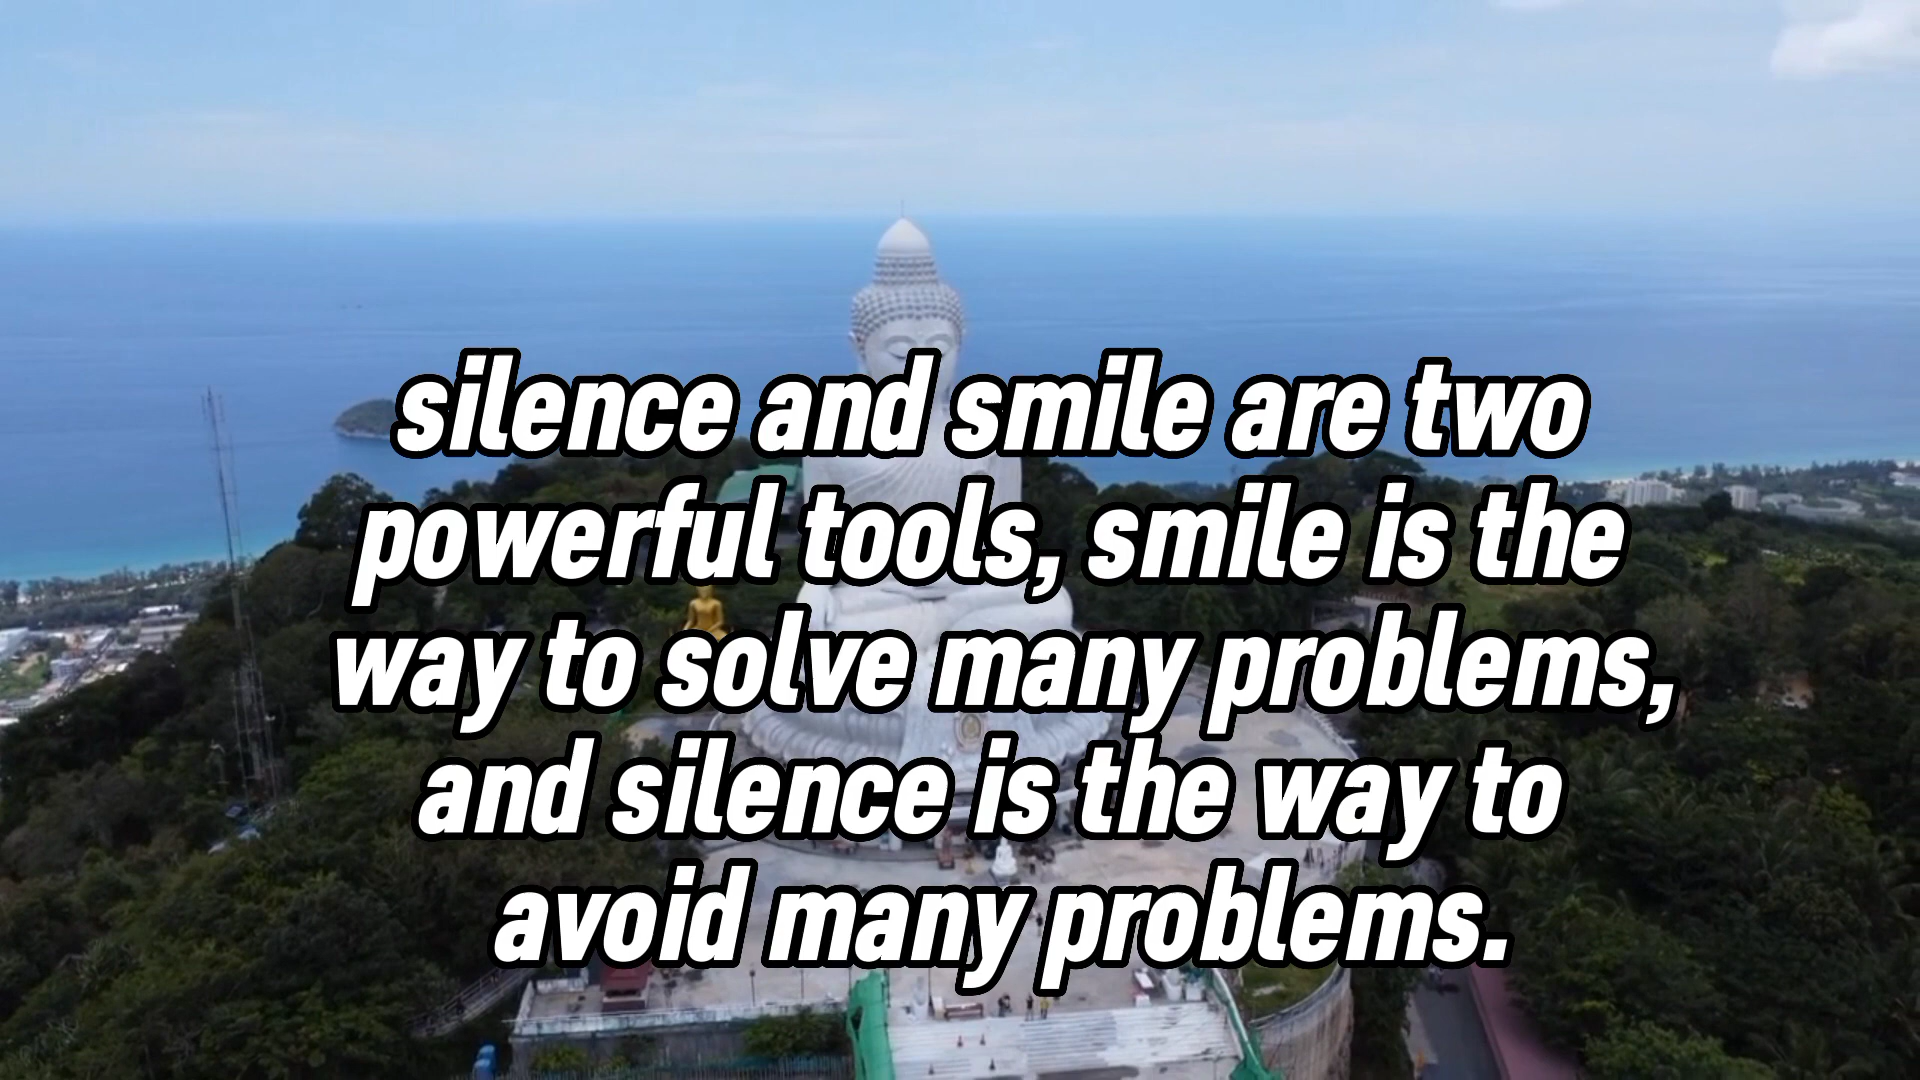 silence and smile are two
powerful tools, smile is the
way to solve many problems,
and silence is the way to
avoid many problems.